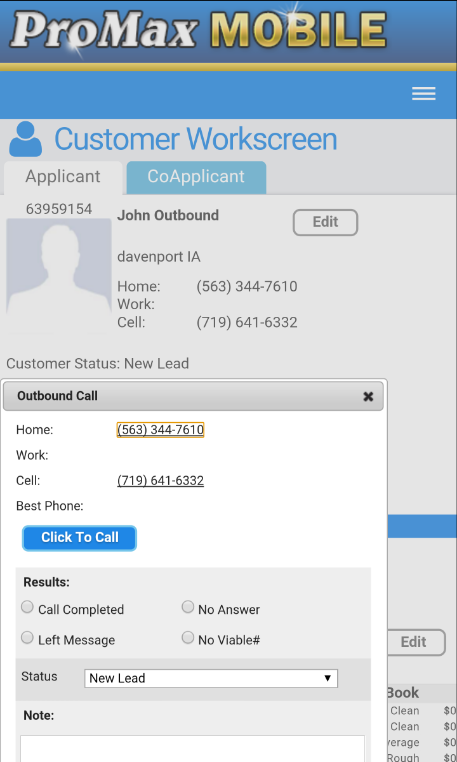 ProMax MOBILE
Customer Workscreen
Applicant CoApplicant
63959154
John Outbound Edit
davenport IA
Home: (563) 344-7610
Work:
Cell: (719) 641-6332
Customer Status: New Lead
Outbound Call
Home: (563) 344-7610
Work:
Cell: (719) 641-6332
Best Phone:
Click To Call
Results:
Call Completed No Answer
Left Message No Viable#
Status New Lead
Note:
Edit
Book
Clean $0
Clean $0
verage $0
Rough $0